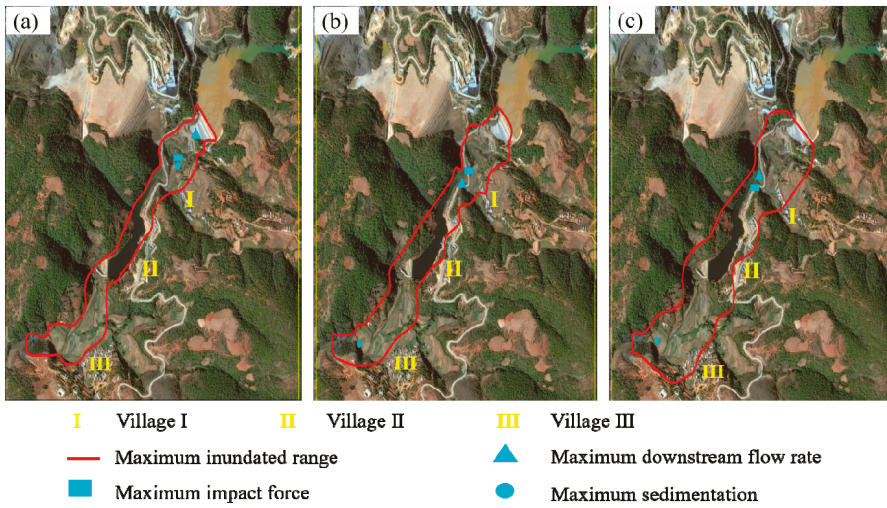 (a) (b) (c)
I I I
II II II
III III III
I Village I II Village II III Village III
Maximum inundated range Maximum downstream flow rate
Maximum impact force Maximum sedimentation